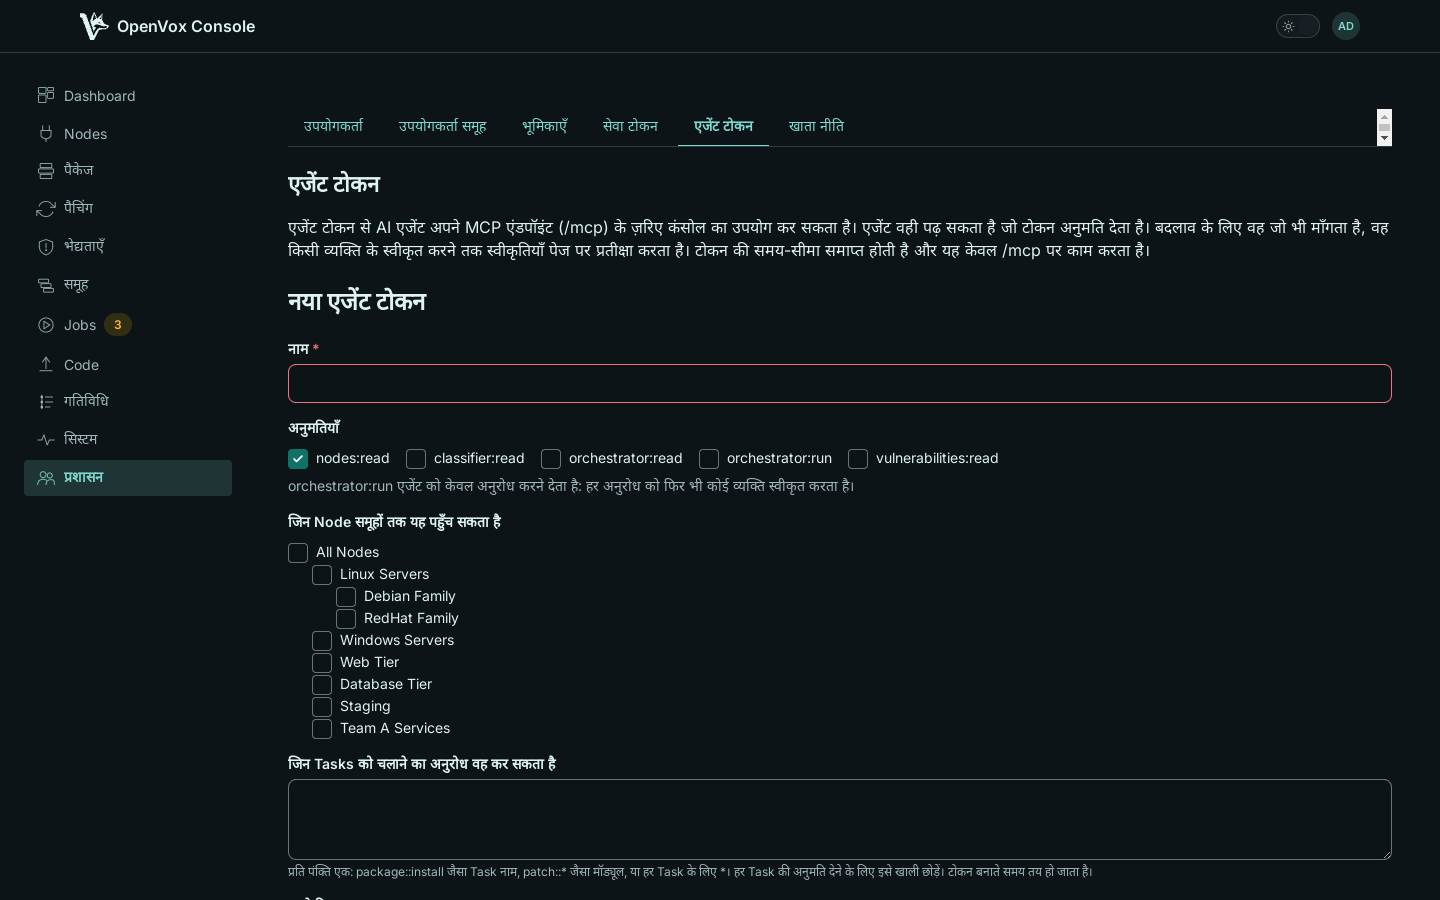 OpenVox Console
AD
Dashboard
Nodes
पैकेज
पैचिंग
भेद्यताएँ
समूह
Jobs 3
Code
गतिविधि
सिस्टम
प्रशासन
उपयोगकर्ता उपयोगकर्ता समूह भूमिकाएँ सेवा टोकन एजेंट टोकन खाता नीति
एजेंट टोकन
एजेंट टोकन से AI एजेंट अपने MCP एंडपॉइंट (/mcp) के ज़रिए कंसोल का उपयोग कर सकता है। एजेंट वही पढ़ सकता है जो टोकन अनुमति देता है। बदलाव के लिए वह जो भी माँगता है, वह
किसी व्यक्ति के स्वीकृत करने तक स्वीकृतियाँ पेज पर प्रतीक्षा करता है। टोकन की समय-सीमा समाप्त होती है और यह केवल /mcp पर काम करता है।
नया एजेंट टोकन
नाम *
अनुमतियाँ
nodes:read classifier:read orchestrator:read orchestrator:run vulnerabilities:read
orchestrator:run एजेंट को केवल अनुरोध करने देता है: हर अनुरोध को फिर भी कोई व्यक्ति स्वीकृत करता है।
जिन Node समूहों तक यह पहुँच सकता है
All Nodes
Linux Servers
Debian Family
RedHat Family
Windows Servers
Web Tier
Database Tier
Staging
Team A Services
जिन Tasks को चलाने का अनुरोध वह कर सकता है
प्रति पंक्ति एक: package::install जैसा Task नाम, patch::* जैसा मॉड्यूल, या हर Task के लिए *। हर Task की अनुमति देने के लिए इसे खाली छोड़ें। टोकन बनाते समय तय हो जाता है।